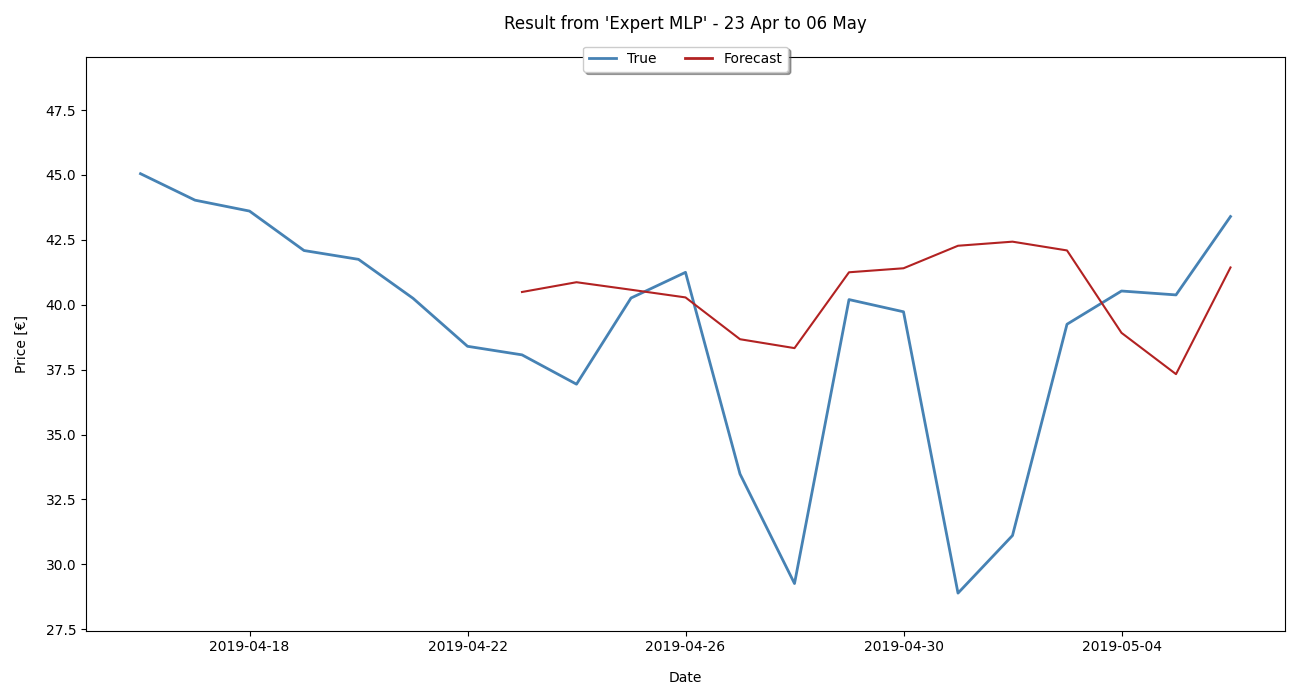 Result from 'Expert MLP' - 23 Apr to 06 May
True
Forecast
47.5
45.0
42.5
40.0
37.5
35.0
32.5
30.0
27.5
Price [€]
2019-04-18
2019-04-22
2019-04-26
2019-04-30
2019-05-04
Date